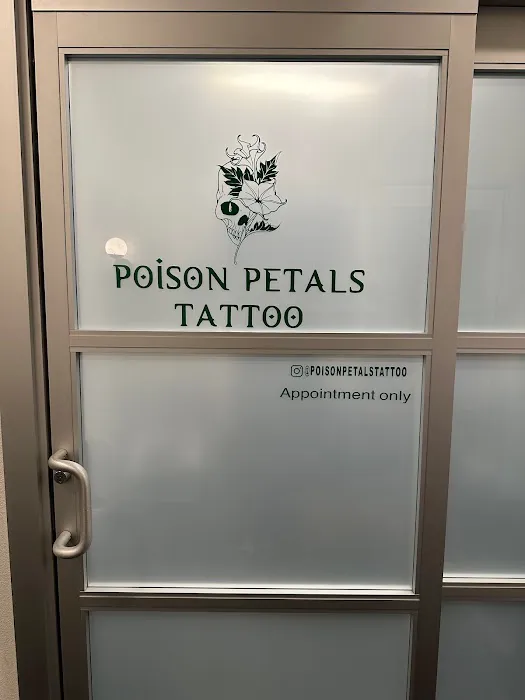 POiSON PETALS
TATTOO
@POISONPETALSTATTOO
Appointment only